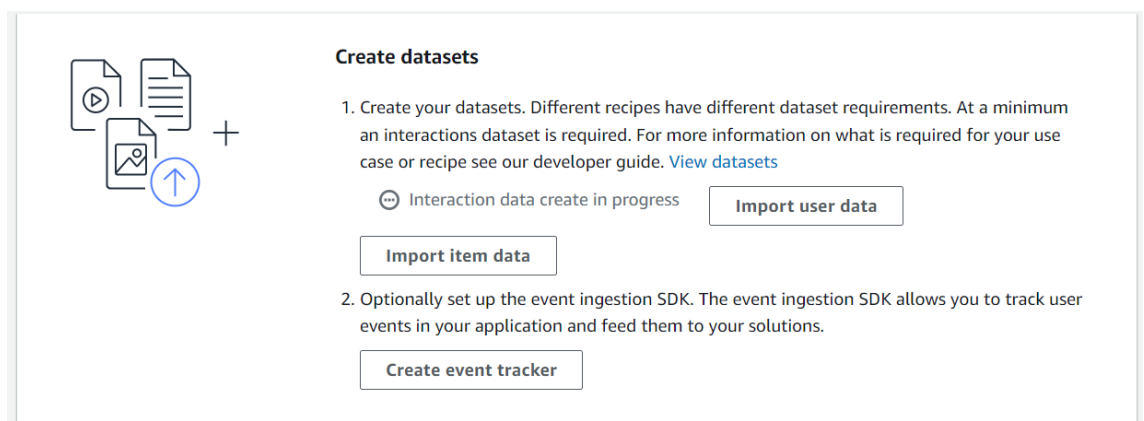 Create datasets
1. Create your datasets. Different recipes have different dataset requirements. At a minimum
an interactions dataset is required. For more information on what is required for your use
case or recipe see our developer guide. View datasets
Interaction data create in progress Import user data
Import item data
2. Optionally set up the event ingestion SDK. The event ingestion SDK allows you to track user
events in your application and feed them to your solutions.
Create event tracker